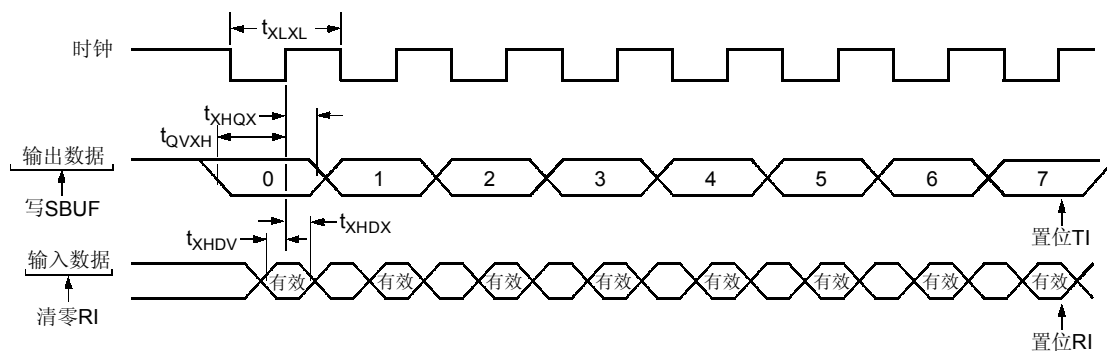 tXLXL
时钟
tXHQX
tQVXH
输出数据
0 1 2 3 4 5 6 7
写SBUF
置位TI
tXHDX
tXHDV
输入数据
有效 有效 有效 有效 有效 有效 有效 有效
清零RI
置位RI